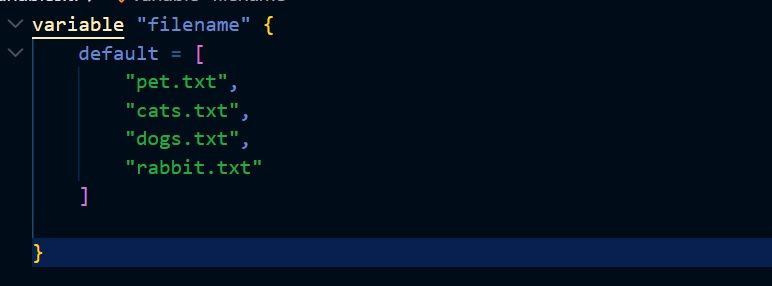 variable "filename" {
default = [
"pet.txt",
"cats.txt",
"dogs.txt",
"rabbit.txt"
]
}